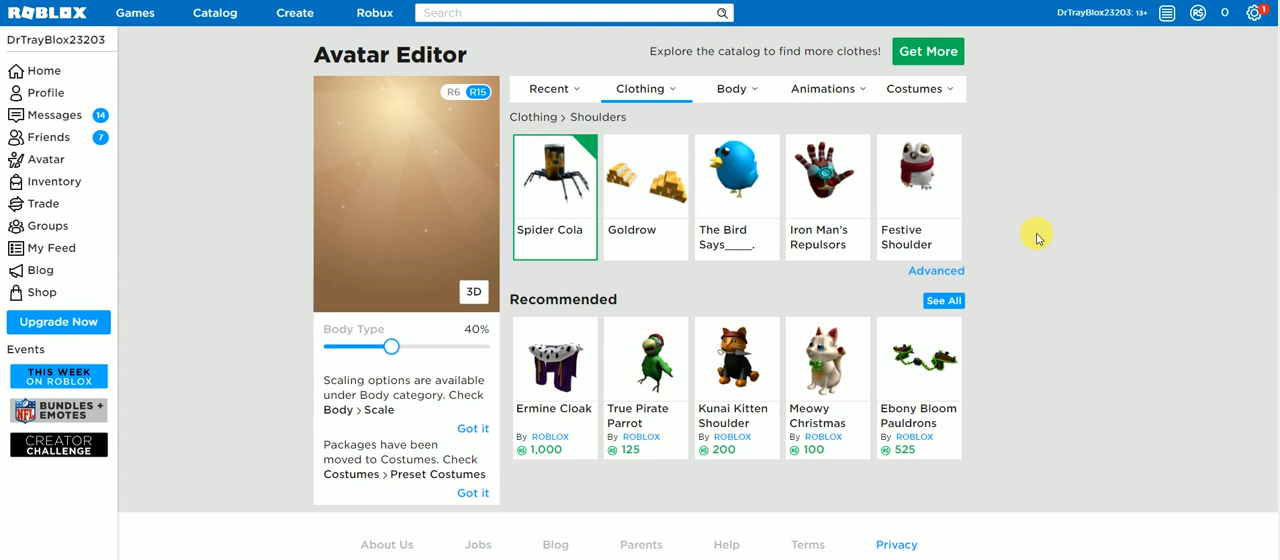 ROBLOX Games Catalog Create Robux Search DrTrayBlox23203: 13+ 0 1
DrTrayBlox23203
Home
Profile
Messages 14
Friends 7
Avatar
Inventory
Trade
Groups
My Feed
Blog
Shop
Upgrade Now
Events
THIS WEEK
ON ROBLOX
NFL BUNDLES +
EMOTES
CREATOR
CHALLENGE
Avatar Editor
Explore the catalog to find more clothes! Get More
R6 R15
3D
Body Type 40%
Scaling options are available
under Body category. Check
Body > Scale
Got it
Packages have been
moved to Costumes. Check
Costumes > Preset Costumes
Got it
Recent Clothing Body Animations Costumes
Clothing > Shoulders
Spider Cola
Goldrow
The Bird
Says____.
Iron Man's
Repulsors
Festive
Shoulder
Advanced
Recommended See All
Ermine Cloak
By ROBLOX
1,000
True Pirate
Parrot
By ROBLOX
125
Kunai Kitten
Shoulder
By ROBLOX
200
Meowy
Christmas
By ROBLOX
100
Ebony Bloom
Pauldrons
By ROBLOX
525
About Us Jobs Blog Parents Help Terms Privacy